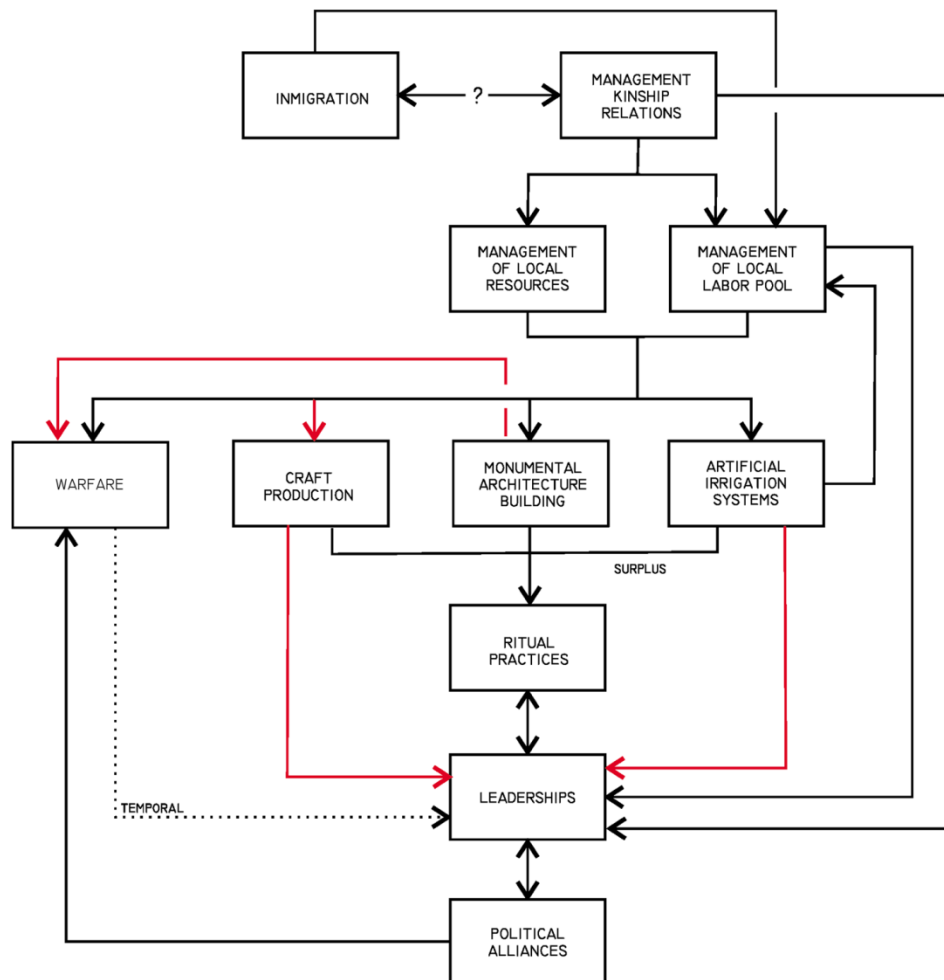 INMIGRATION
?
MANAGEMENT
KINSHIP
RELATIONS
MANAGEMENT
OF LOCAL
RESOURCES
MANAGEMENT
OF LOCAL
LABOR POOL
WARFARE
CRAFT
PRODUCTION
MONUMENTAL
ARCHITECTURE
BUILDING
ARTIFICIAL
IRRIGATION
SYSTEMS
SURPLUS
RITUAL
PRACTICES
LEADERSHIPS
TEMPORAL
POLITICAL
ALLIANCES